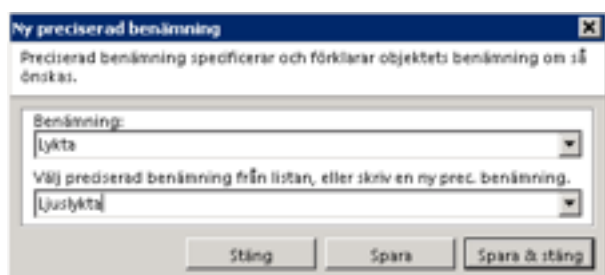 Ny preciserad benämning
Preciserad benämning specificerar och förklarar objektets benämning om så
önskas.
Benämning:
Lykta
Välj preciserad benämning från listan, eller skriv en ny prec. benämning.
Ljuslykta
Stäng Spara Spara & stäng